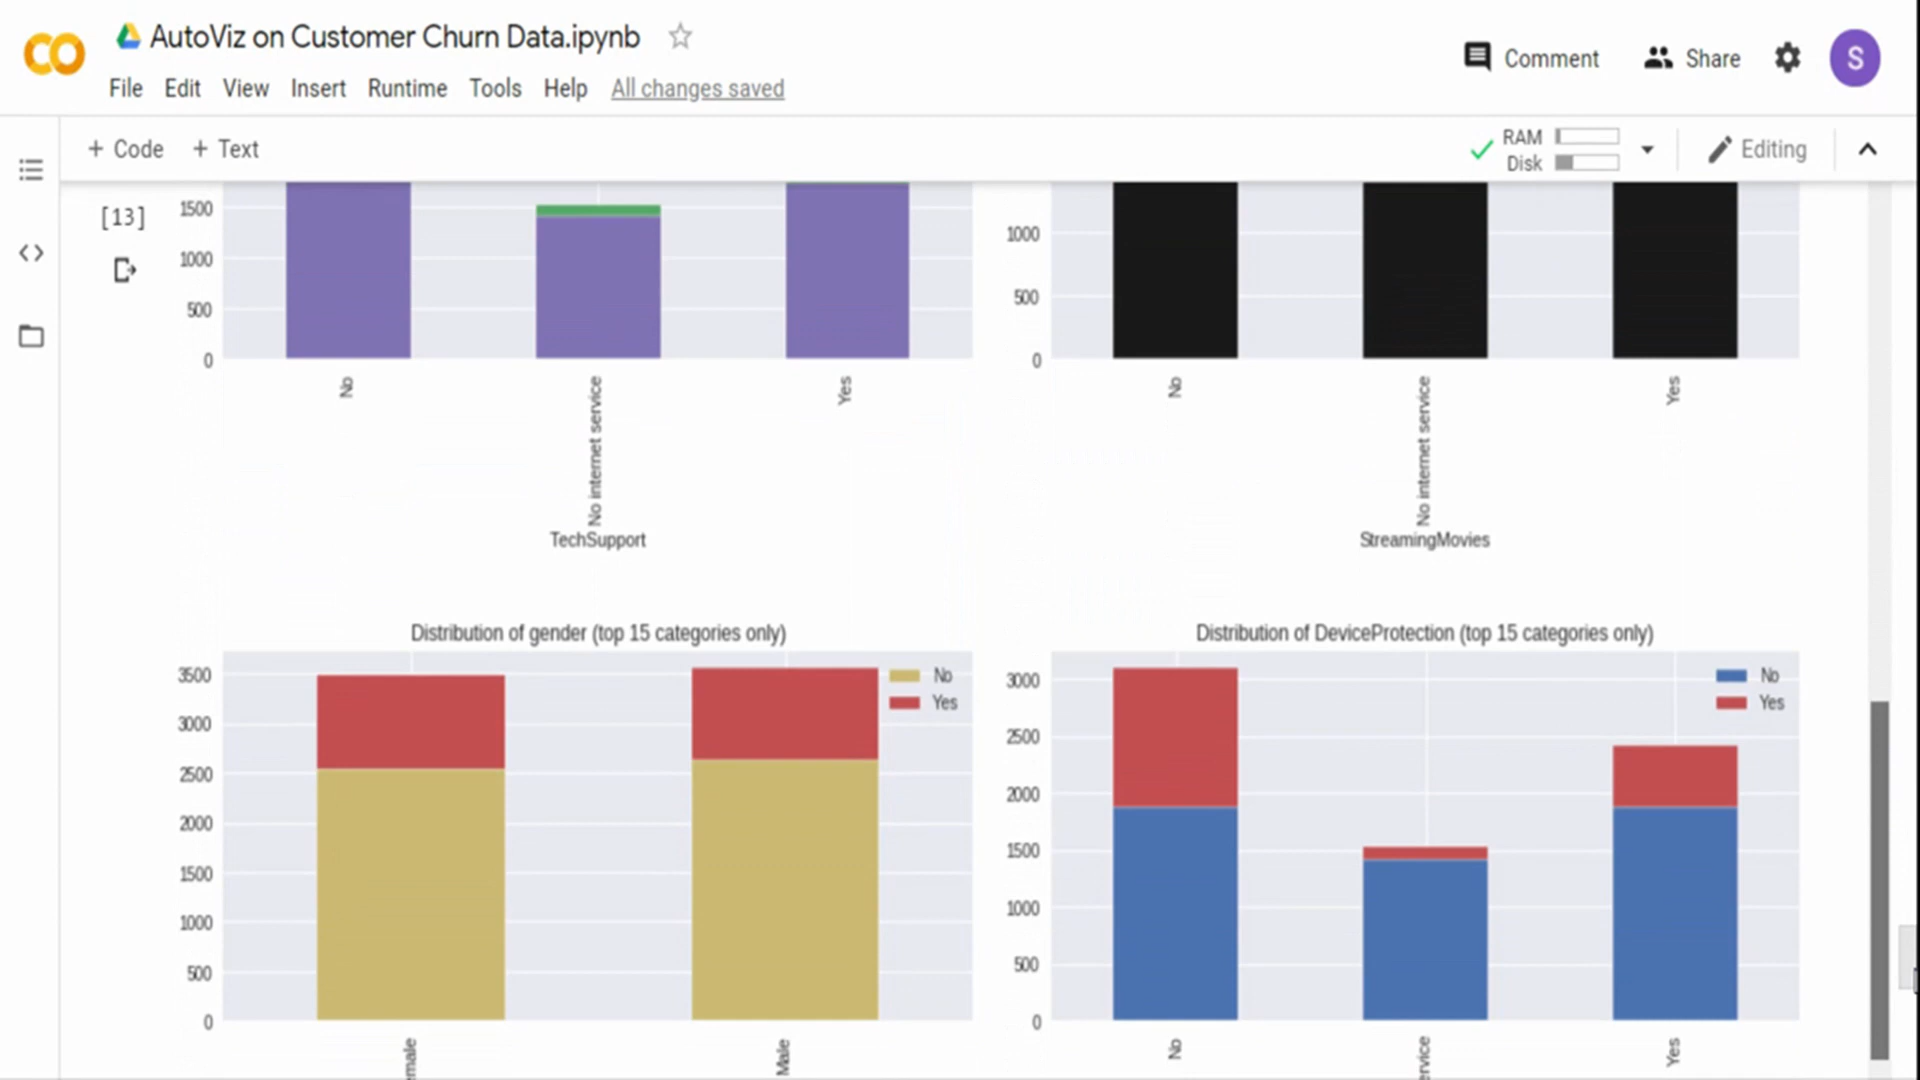 AutoViz on Customer Churn Data.ipynb
File Edit View Insert Runtime Tools Help All changes saved
Comment Share S
+ Code + Text
RAM
Disk
Editing
[13]
1500
1000
500
0
No
No internet service
Yes
TechSupport
1000
500
0
No
No internet service
Yes
StreamingMovies
Distribution of gender (top 15 categories only)
3500
3000
2500
2000
1500
1000
500
0
No
Yes
emale
Male
Distribution of DeviceProtection (top 15 categories only)
3000
2500
2000
1500
1000
500
0
No
Yes
No
ervice
Yes